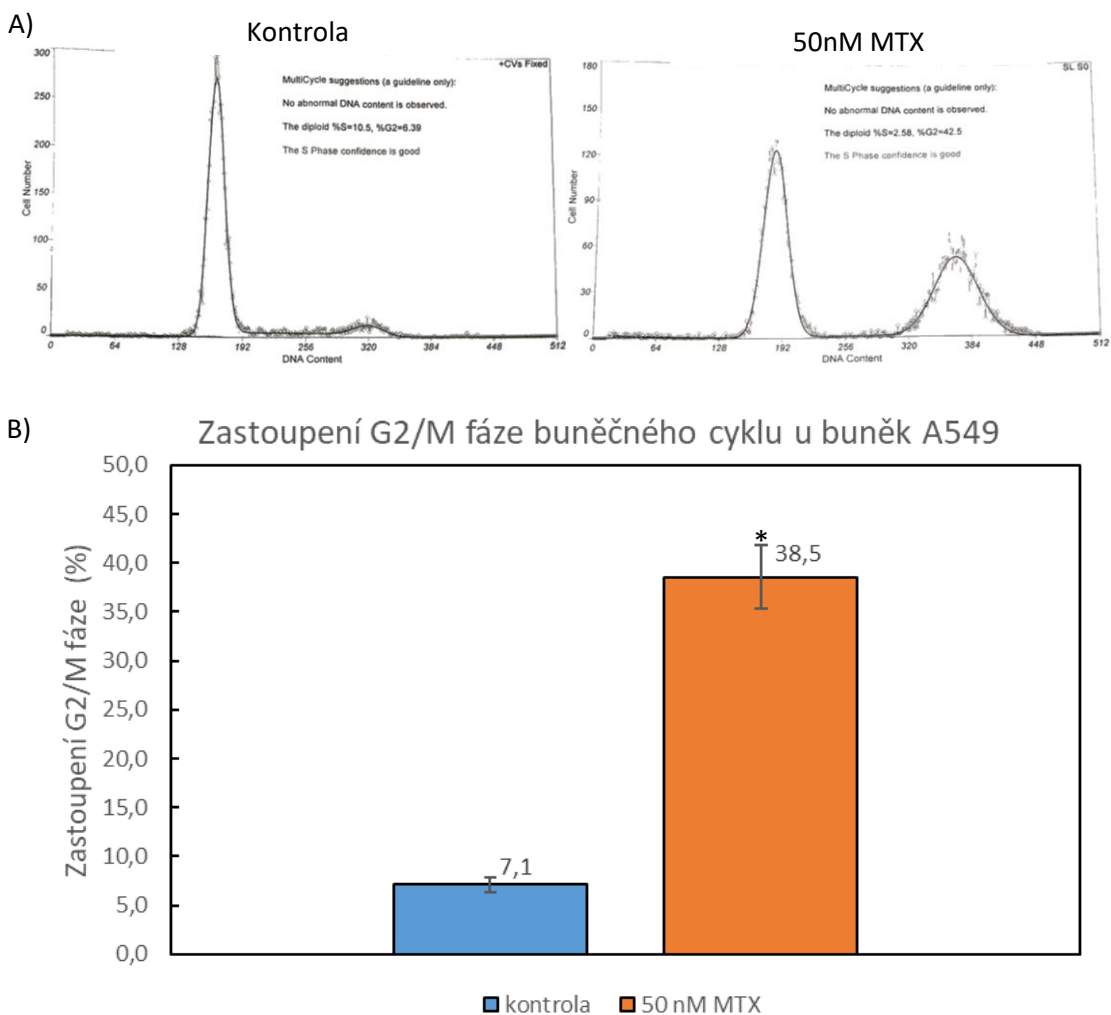 A)
Kontrola
300
250
200
150
100
50
0
Cell Number
+CVs Fixed
MultiCycle suggestions (a guideline only):
No abnormal DNA content is observed.
The diploid %S=10.5, %G2=6.39
The S Phase confidence is good
0 64 128 192 256 320 384 448 512
DNA Content
50nM MTX
180
150
120
90
60
30
0
Cell Number
SL S0
MultiCycle suggestions (a guideline only):
No abnormal DNA content is observed.
The diploid %S=2.58, %G2=42.5
The S Phase confidence is good
0 64 128 192 256 320 384 448 512
DNA Content
B)
Zastoupení G2/M fáze buněčného cyklu u buněk A549
Zastoupení G2/M fáze (%)
50,0
45,0
40,0
35,0
30,0
25,0
20,0
15,0
10,0
5,0
0,0
7,1
*
38,5
kontrola 50 nM MTX